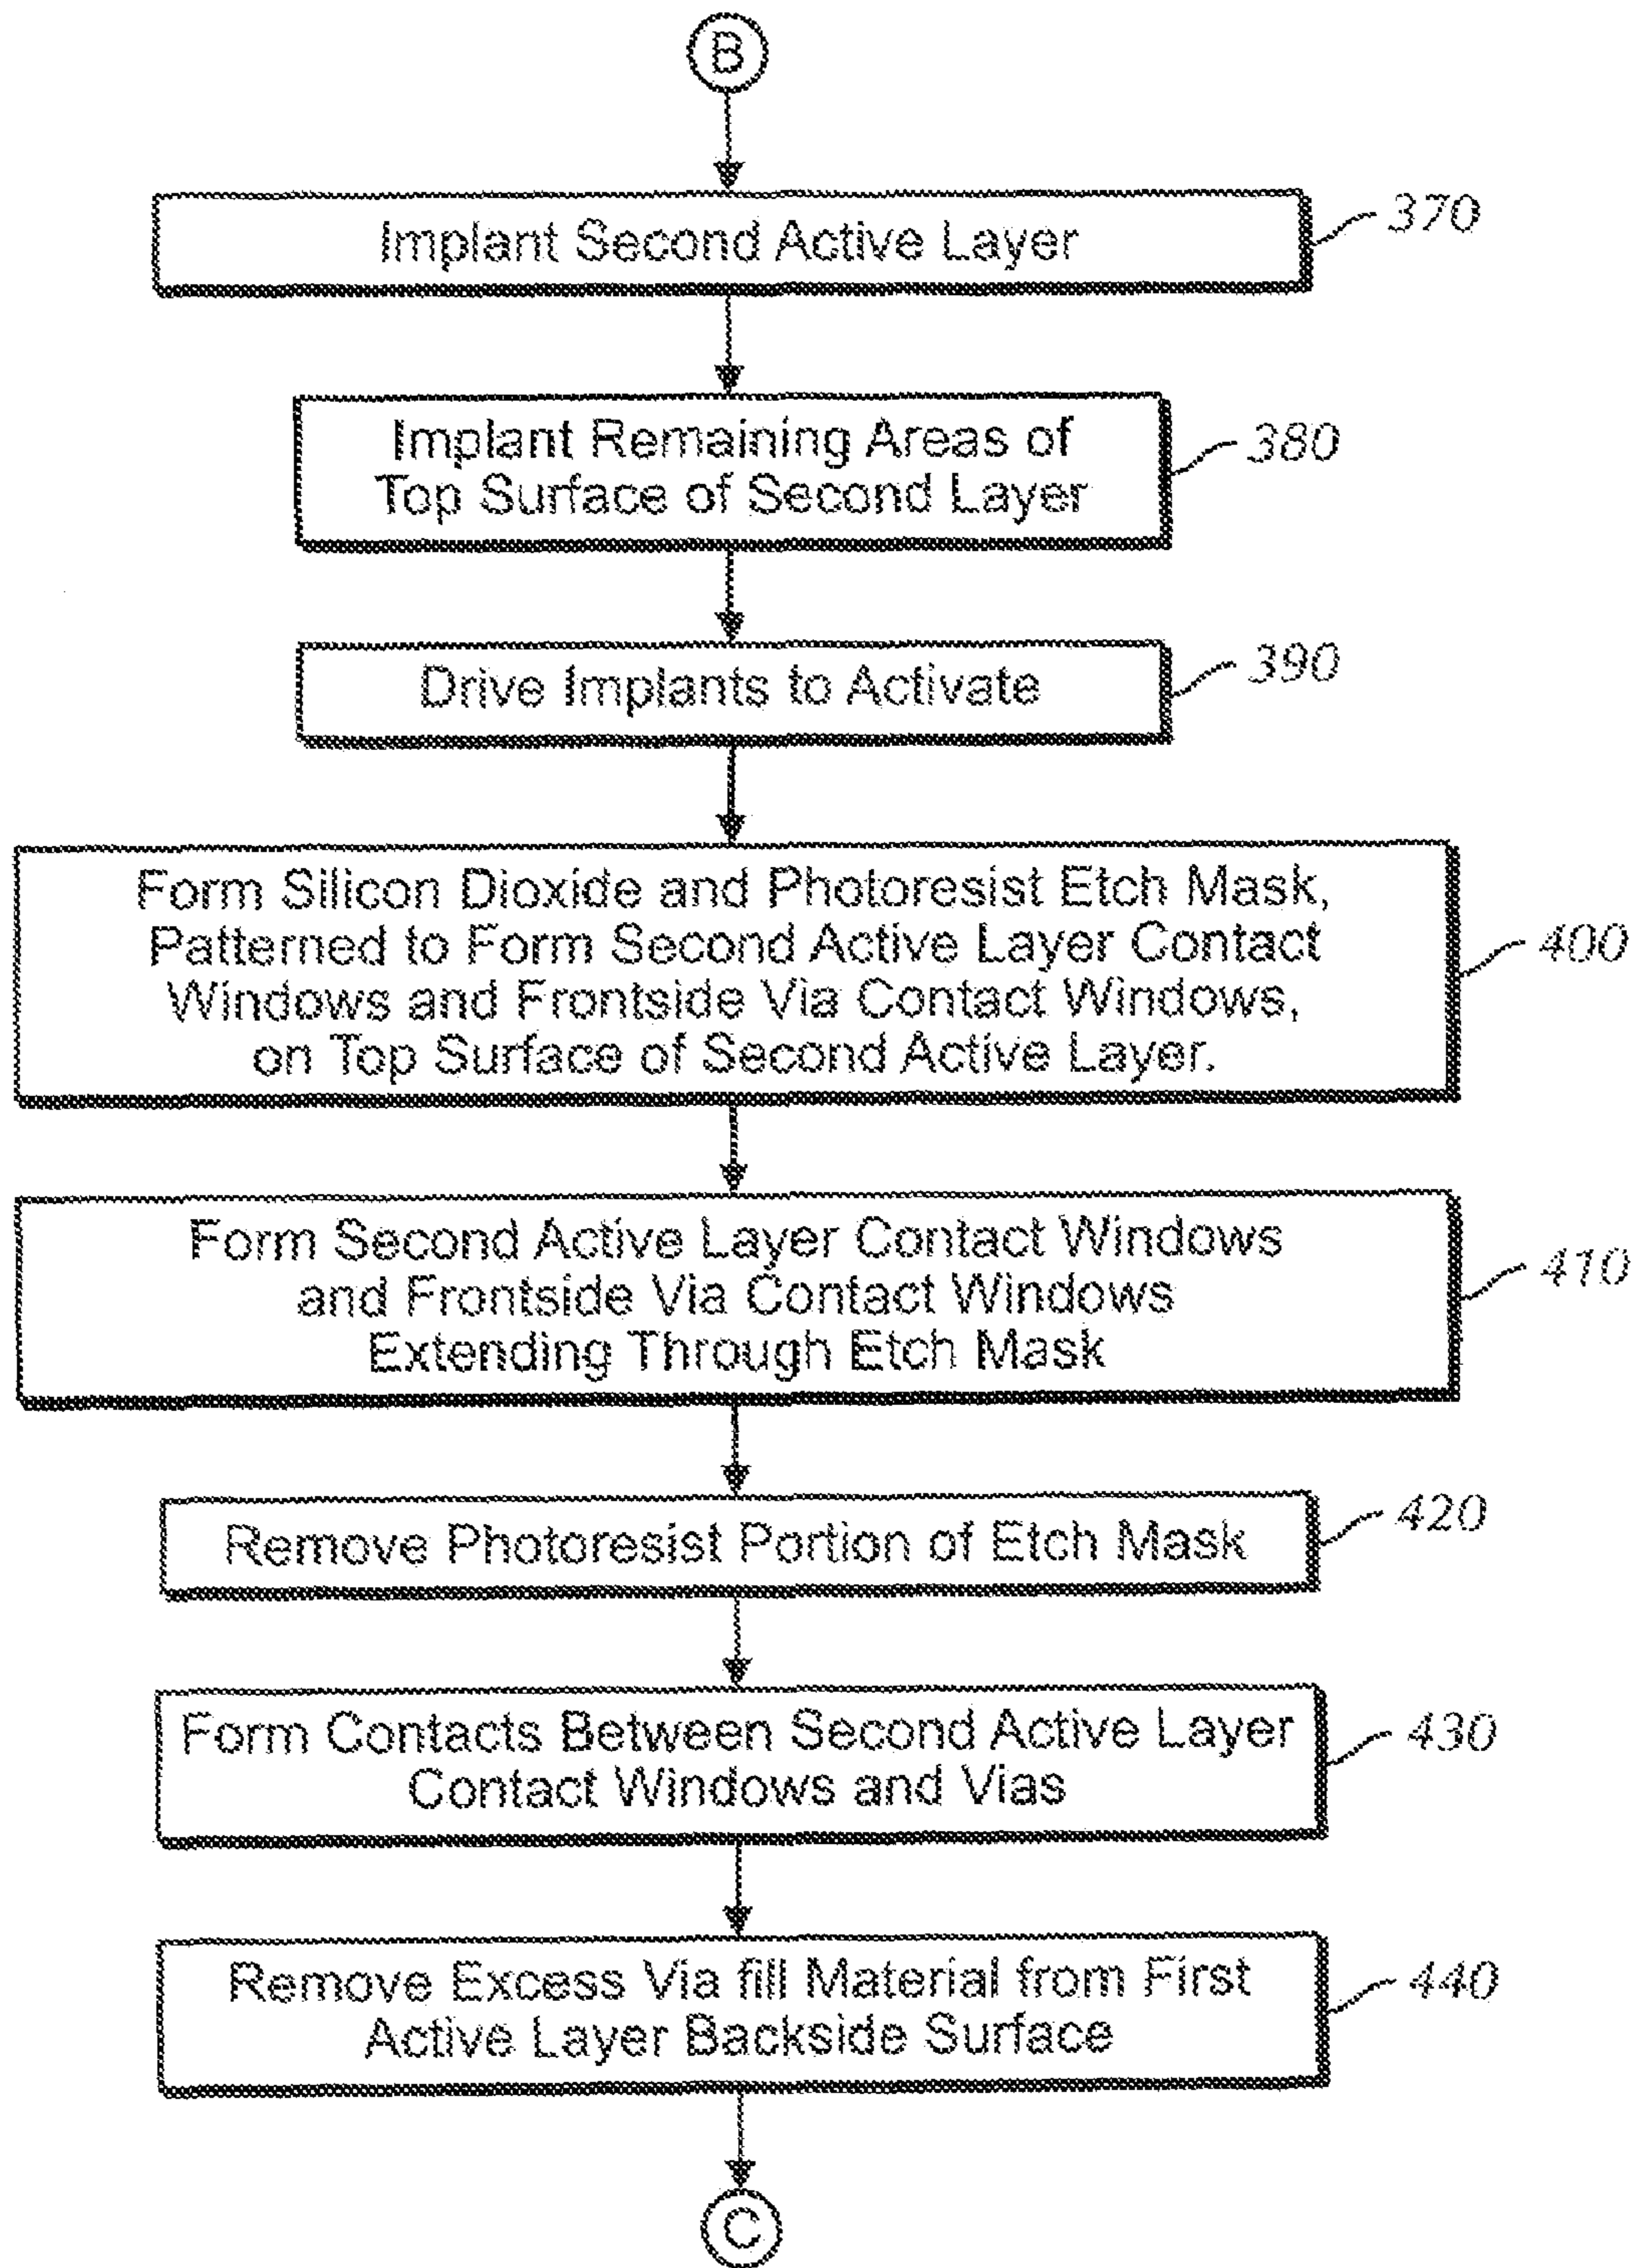 B
Implant Second Active Layer
370
Implant Remaining Areas of
Top Surface of Second Layer
380
Drive Implants to Activate
390
Form Silicon Dioxide and Photoresist Etch Mask,
Patterned to Form Second Active Layer Contact
Windows and Frontside Via Contact Windows,
on Top Surface of Second Active Layer.
400
Form Second Active Layer Contact Windows
and Frontside Via Contact Windows
Extending Through Etch Mask
410
Remove Photoresist Portion of Etch Mask
420
Form Contacts Between Second Active Layer
Contact Windows and Vias
430
Remove Excess Via fill Material from First
Active Layer Backside Surface
440
C